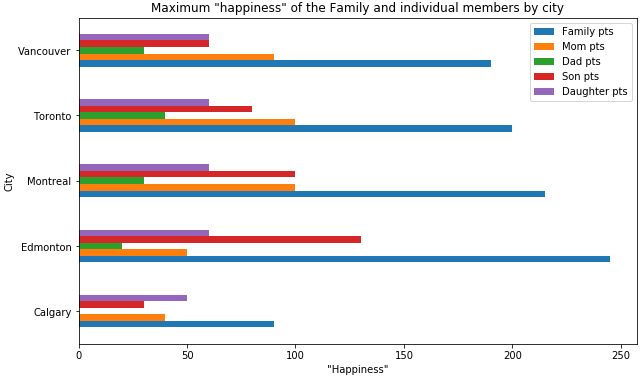 Maximum "happiness" of the Family and individual members by city
Family pts
Mom pts
Dad pts
Son pts
Daughter pts
City
Vancouver
Toronto
Montreal
Edmonton
Calgary
0 50 100 150 200 250
"Happiness"